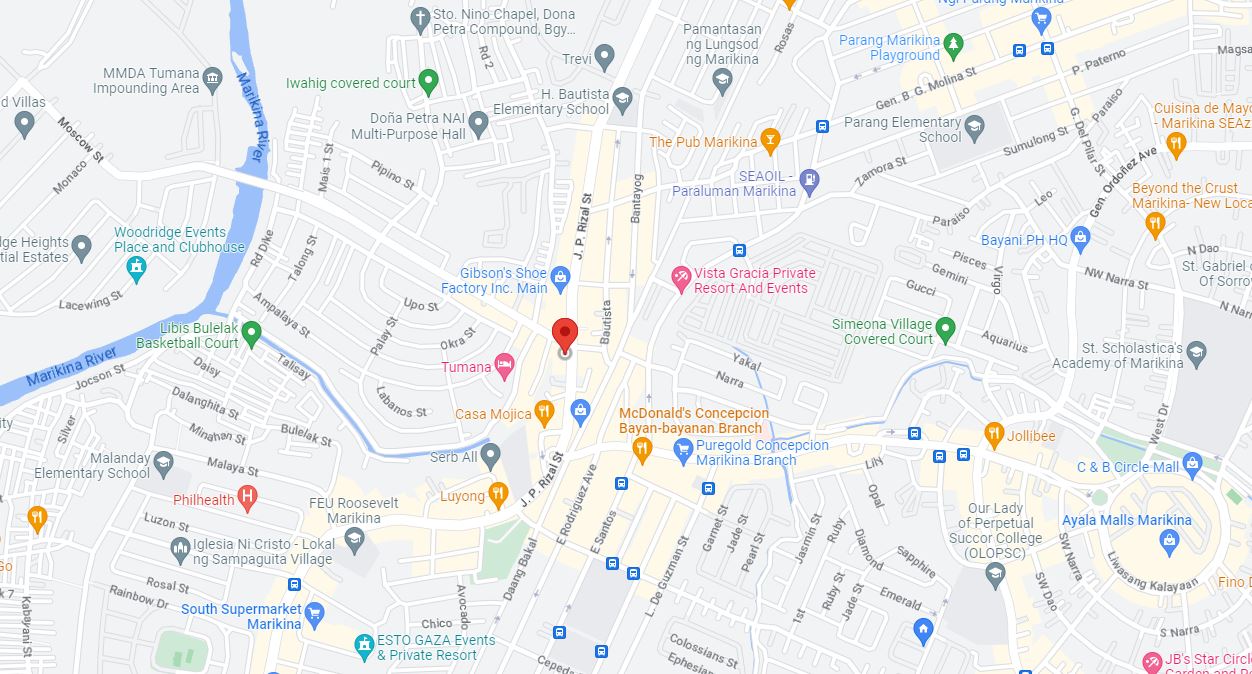 Ngi Parang Marikina
Sto. Nino Chapel, Dona
Petra Compound, Bgy...
Rd 2
Trevi
Rosas
Pamantasan
ng Lungsod
ng Marikina
Parang Marikina
Playground
Magsa
P. Paterno
MMDA Tumana
Impounding Area
Iwahig covered court
H. Bautista
Elementary School
Gen. B. G. Molina St
d Villas
Marikina River
Doña Petra NAI
Multi-Purpose Hall
The Pub Marikina
Parang Elementary
School
G. Del Pilar St
Paraiso
Cuisina de Mayo
- Marikina SEAz
Moscow St
Monaco
Mais 1 St
Pipino St
SEAOIL -
Paraluman Marikina
Zamora St
Sumulong St
Gen. Ordoñez Ave
Beyond the Crust
Marikina- New Loca
Bantayog
J. P. Rizal St
Leo
Paraiso
dge Heights
tial Estates
Woodridge Events
Place and Clubhouse
Rd D/ke
Talong St
Bayani PH HQ
N Dao
Pisces
Gemini
Virgo
NW Narra St
St. Gabriel o
Of Sorro
Gibson's Shoe
Factory Inc. Main
Vista Gracia Private
Resort And Events
Gucci
Lacewing St
Ampalaya St
Upo St
Bautista
N Nar
Libis Bulelak
Basketball Court
Palay St
Okra St
Simeona Village
Covered Court
Aquarius
St. Scholastica's
Academy of Marikina
Marikina River
Talisay
Daisy
Tumana
Yakal
Narra
Jocson St
Dalanghita St
Labanos St
Casa Mojica
McDonald's Concepcion
Bayan-bayanan Branch
West Dr
Silver
Minahan St
Bulelak St
Puregold Concepcion
Marikina Branch
Jollibee
Malanday
Elementary School
Malaya St
Serb All
J. P. Rizal St
Lily
C & B Circle Mall
Philhealth
FEU Roosevelt
Marikina
Luyong
E Rodriguez Ave
Opal
Our Lady
of Perpetual
Succor College
(OLOPSC)
Ayala Malls Marikina
Luzon St
Iglesia Ni Cristo - Lokal
ng Sampaguita Village
E Santos
Garnet St
Jade St
Pearl St
Jasmin St
Ruby
Diamond
sapphire
SW Narra
Liwasang Kalayaan
Go
Rosal St
Rainbow Dr
Daang Bakal
L. De Guzman St
Ruby St
Jade St
1st
Emerald
SW Dao
Fino D
k 7
Kabayani St
South Supermarket
Marikina
Avocado
Chico
ESTO GAZA Events
& Private Resort
Colossians St
Ephesians
Cepeda
S Narra
JB's Star Circle
Garden and Re